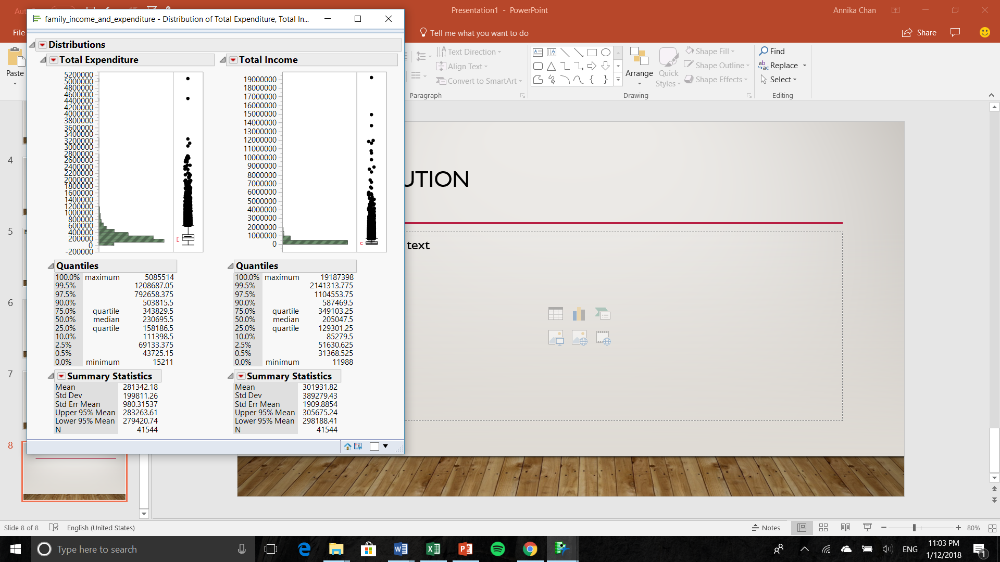 Presentation1 - PowerPoint
Annika Chan
family_income_and_expenditure - Distribution of Total Expenditure, Total In...
File
Tell me what you want to do
Share
Paste
Text Direction
Align Text
Convert to SmartArt
Paragraph
Arrange
Quick
Styles
Shape Fill
Shape Outline
Shape Effects
Drawing
Find
Replace
Select
Editing
Distributions
Total Expenditure
5200000
5000000
4800000
4600000
4400000
4200000
4000000
3800000
3600000
3400000
3200000
3000000
2800000
2600000
2400000
2200000
2000000
1800000
1600000
1400000
1200000
1000000
800000
600000
400000
200000
0
-200000
Quantiles
100.0% maximum 5085514
99.5% 1208687.05
97.5% 792658.375
90.0% 503815.5
75.0% quartile 343829.5
50.0% median 230695.5
25.0% quartile 158186.5
10.0% 111398.5
2.5% 69133.375
0.5% 43725.15
0.0% minimum 15211
Summary Statistics
Mean 281342.18
Std Dev 199811.26
Std Err Mean 980.31537
Upper 95% Mean 283263.61
Lower 95% Mean 279420.74
N 41544
Total Income
19000000
18000000
17000000
16000000
15000000
14000000
13000000
12000000
11000000
10000000
9000000
8000000
7000000
6000000
5000000
4000000
3000000
2000000
1000000
0
Quantiles
100.0% maximum 19187398
99.5% 2141313.775
97.5% 1104553.75
90.0% 587469.5
75.0% quartile 349103.25
50.0% median 205047.5
25.0% quartile 129301.25
10.0% 85279.5
2.5% 51630.625
0.5% 31368.525
0.0% minimum 11988
Summary Statistics
Mean 301931.82
Std Dev 389279.43
Std Err Mean 1909.8854
Upper 95% Mean 305675.24
Lower 95% Mean 298188.41
N 41544
4
5
6
7
8
UTION
text
Slide 8 of 8
English (United States)
Notes
80%
Type here to search
ENG
11:03 PM
1/12/2018
1